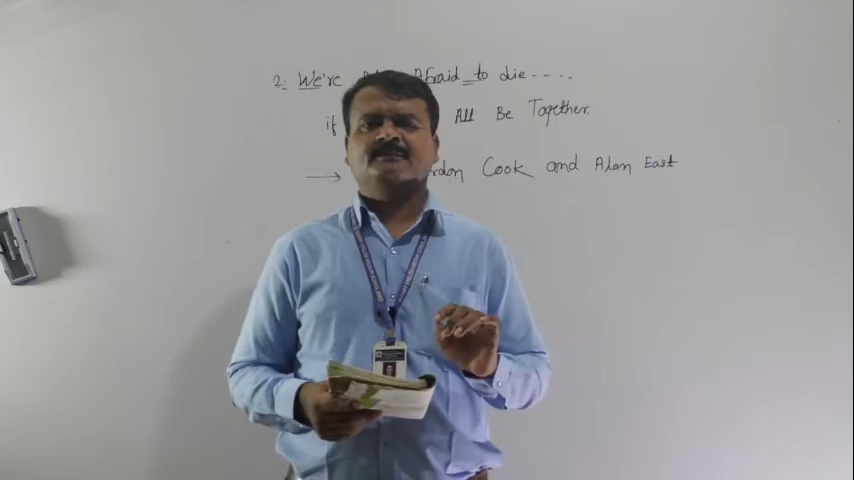 2. We're Afraid to die....
if All Be Together.
→ Cook and Alan East